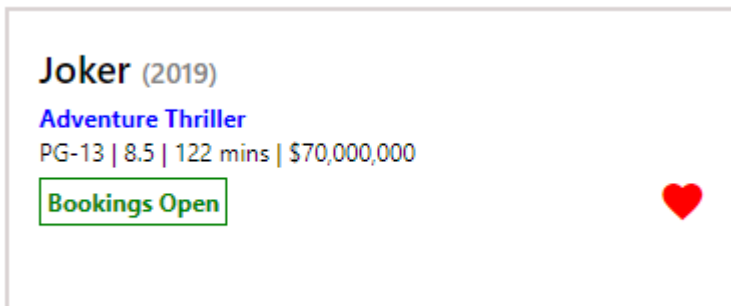 Joker (2019)
Adventure Thriller
PG-13 | 8.5 | 122 mins | $70,000,000
Bookings Open